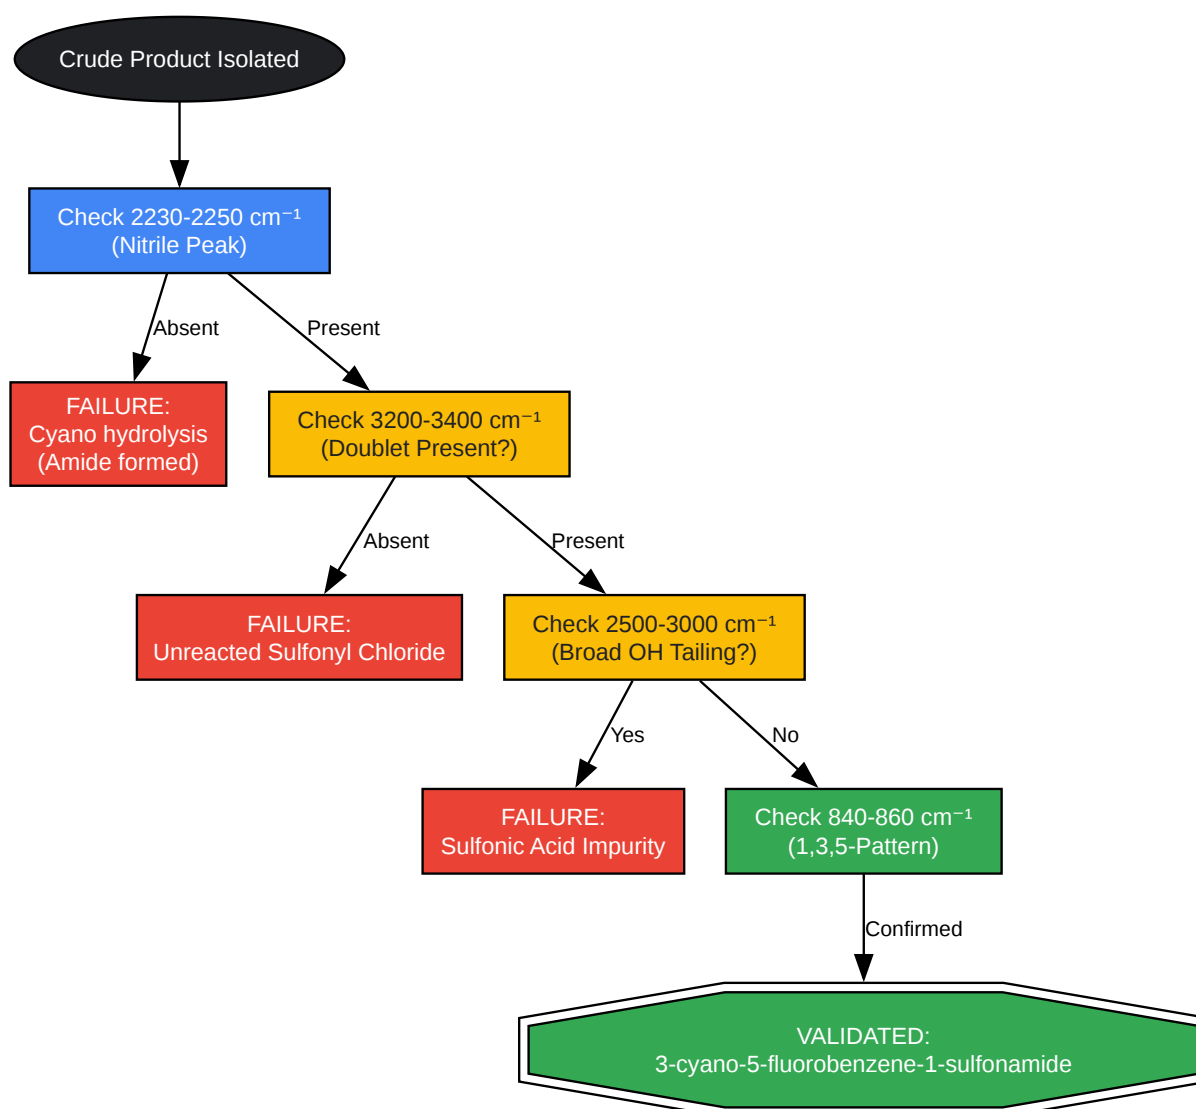 Crude Product Isolated
Check 2230-2250 cm⁻¹
(Nitrile Peak)
Absent
Present
FAILURE:
Cyano hydrolysis
(Amide formed)
Check 3200-3400 cm⁻¹
(Doublet Present?)
Absent
Present
FAILURE:
Unreacted Sulfonyl Chloride
Check 2500-3000 cm⁻¹
(Broad OH Tailing?)
Yes
No
FAILURE:
Sulfonic Acid Impurity
Check 840-860 cm⁻¹
(1,3,5-Pattern)
Confirmed
VALIDATED:
3-cyano-5-fluorobenzene-1-sulfonamide